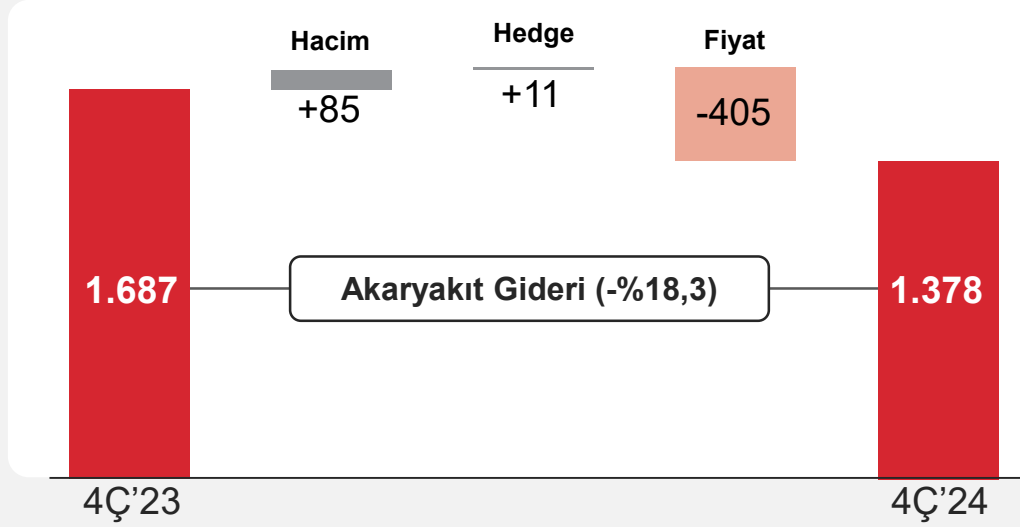 Hacim
Hedge
Fiyat
+85
+11
-405
1.687
Akaryakıt Gideri (-%18,3)
1.378
4Ç’23
4Ç’24